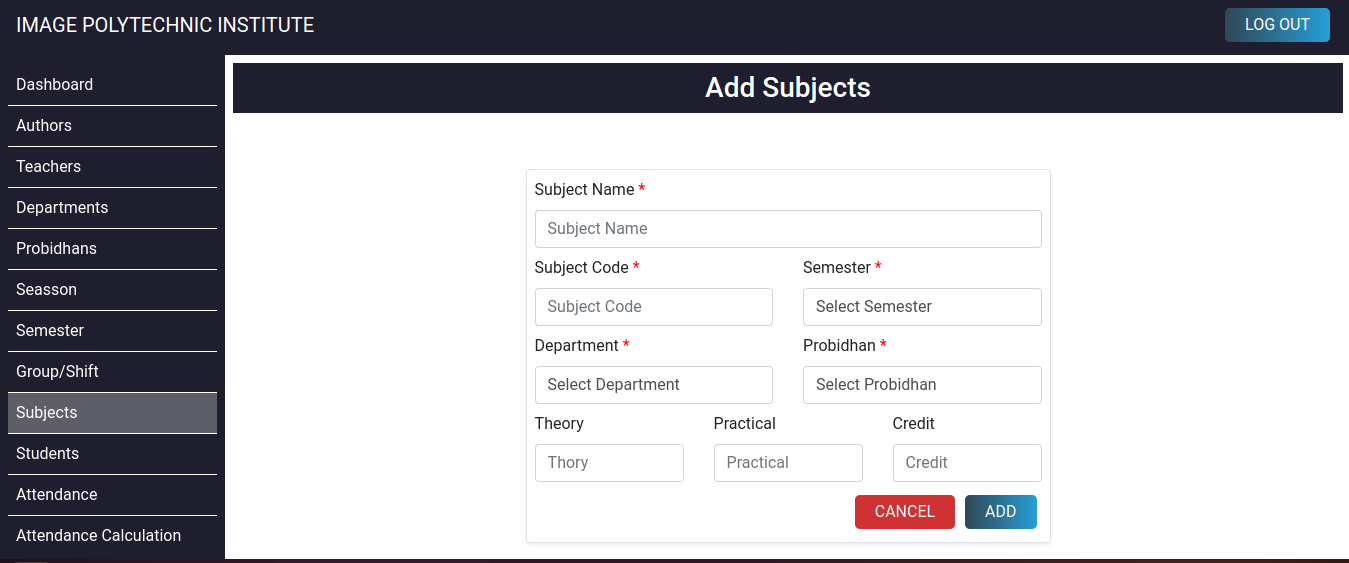 IMAGE POLYTECHNIC INSTITUTE
LOG OUT
Dashboard
Authors
Teachers
Departments
Probidhans
Seasson
Semester
Group/Shift
Subjects
Students
Attendance
Attendance Calculation
Add Subjects
Subject Name *
Subject Name
Subject Code * Semester *
Subject Code Select Semester
Department * Probidhan *
Select Department Select Probidhan
Theory Practical Credit
Thory Practical Credit
CANCEL ADD